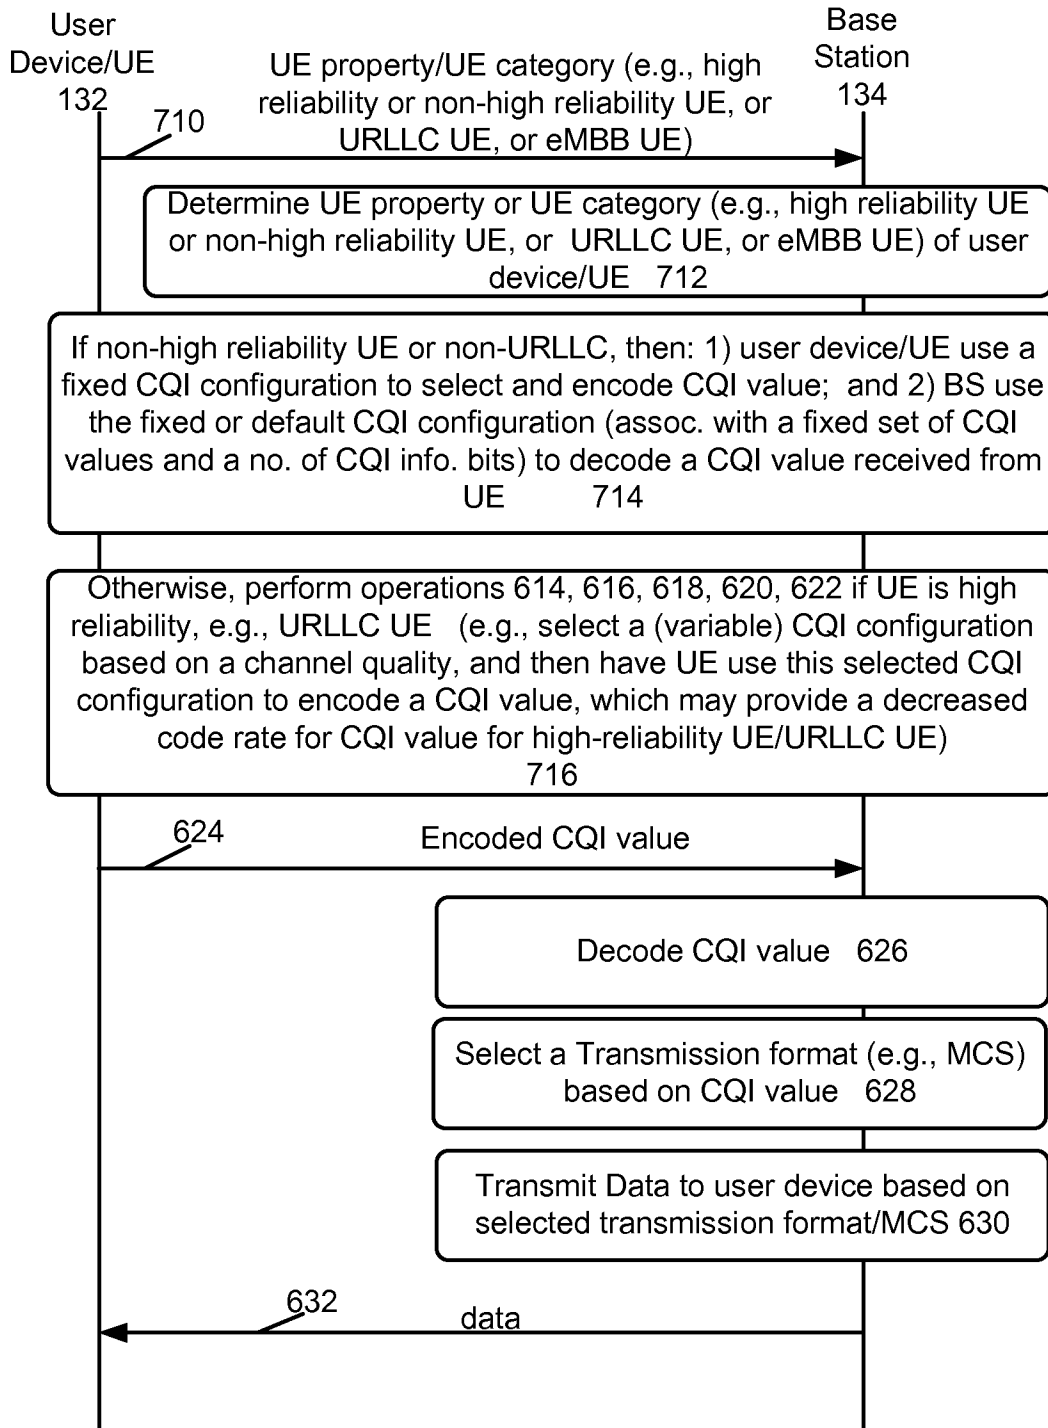 User
Device/UE
132
Base
Station
134
UE property/UE category (e.g., high
reliability or non-high reliability UE, or
URLLC UE, or eMBB UE)
710
Determine UE property or UE category (e.g., high reliability UE
or non-high reliability UE, or URLLC UE, or eMBB UE) of user
device/UE 712
If non-high reliability UE or non-URLLC, then: 1) user device/UE use a
fixed CQI configuration to select and encode CQI value; and 2) BS use
the fixed or default CQI configuration (assoc. with a fixed set of CQI
values and a no. of CQI info. bits) to decode a CQI value received from
UE 714
Otherwise, perform operations 614, 616, 618, 620, 622 if UE is high
reliability, e.g., URLLC UE (e.g., select a (variable) CQI configuration
based on a channel quality, and then have UE use this selected CQI
configuration to encode a CQI value, which may provide a decreased
code rate for CQI value for high-reliability UE/URLLC UE)
716
624
Encoded CQI value
Decode CQI value 626
Select a Transmission format (e.g., MCS)
based on CQI value 628
Transmit Data to user device based on
selected transmission format/MCS 630
632
data